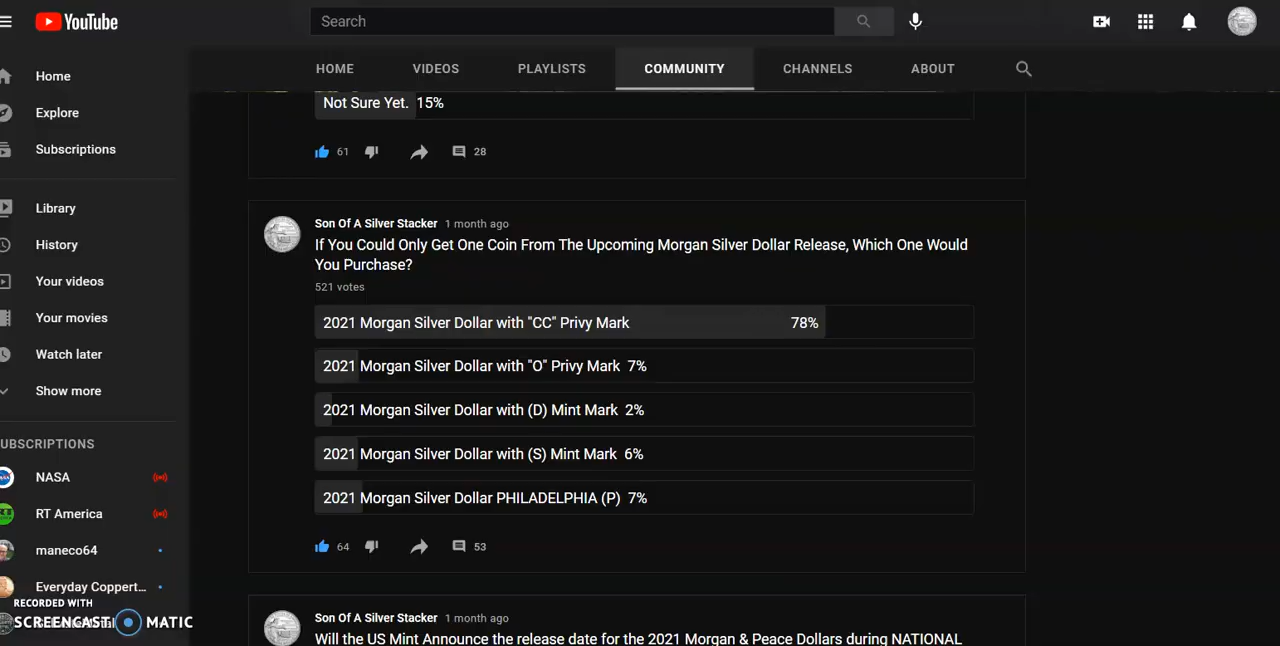 YouTube
Search
HOME VIDEOS PLAYLISTS COMMUNITY CHANNELS ABOUT
Home
Explore
Subscriptions
Library
History
Your videos
Your movies
Watch later
Show more
UBSCRIPTIONS
NASA
RT America
maneco64
Everyday Coppert...
RECORDED WITH
SCREENCAST MATIC
Not Sure Yet. 15%
61 28
Son Of A Silver Stacker 1 month ago
If You Could Only Get One Coin From The Upcoming Morgan Silver Dollar Release, Which One Would
You Purchase?
521 votes
2021 Morgan Silver Dollar with "CC" Privy Mark 78%
2021 Morgan Silver Dollar with "O" Privy Mark 7%
2021 Morgan Silver Dollar with (D) Mint Mark 2%
2021 Morgan Silver Dollar with (S) Mint Mark 6%
2021 Morgan Silver Dollar PHILADELPHIA (P) 7%
64 53
Son Of A Silver Stacker 1 month ago
Will the US Mint Announce the release date for the 2021 Morgan & Peace Dollars during NATIONAL